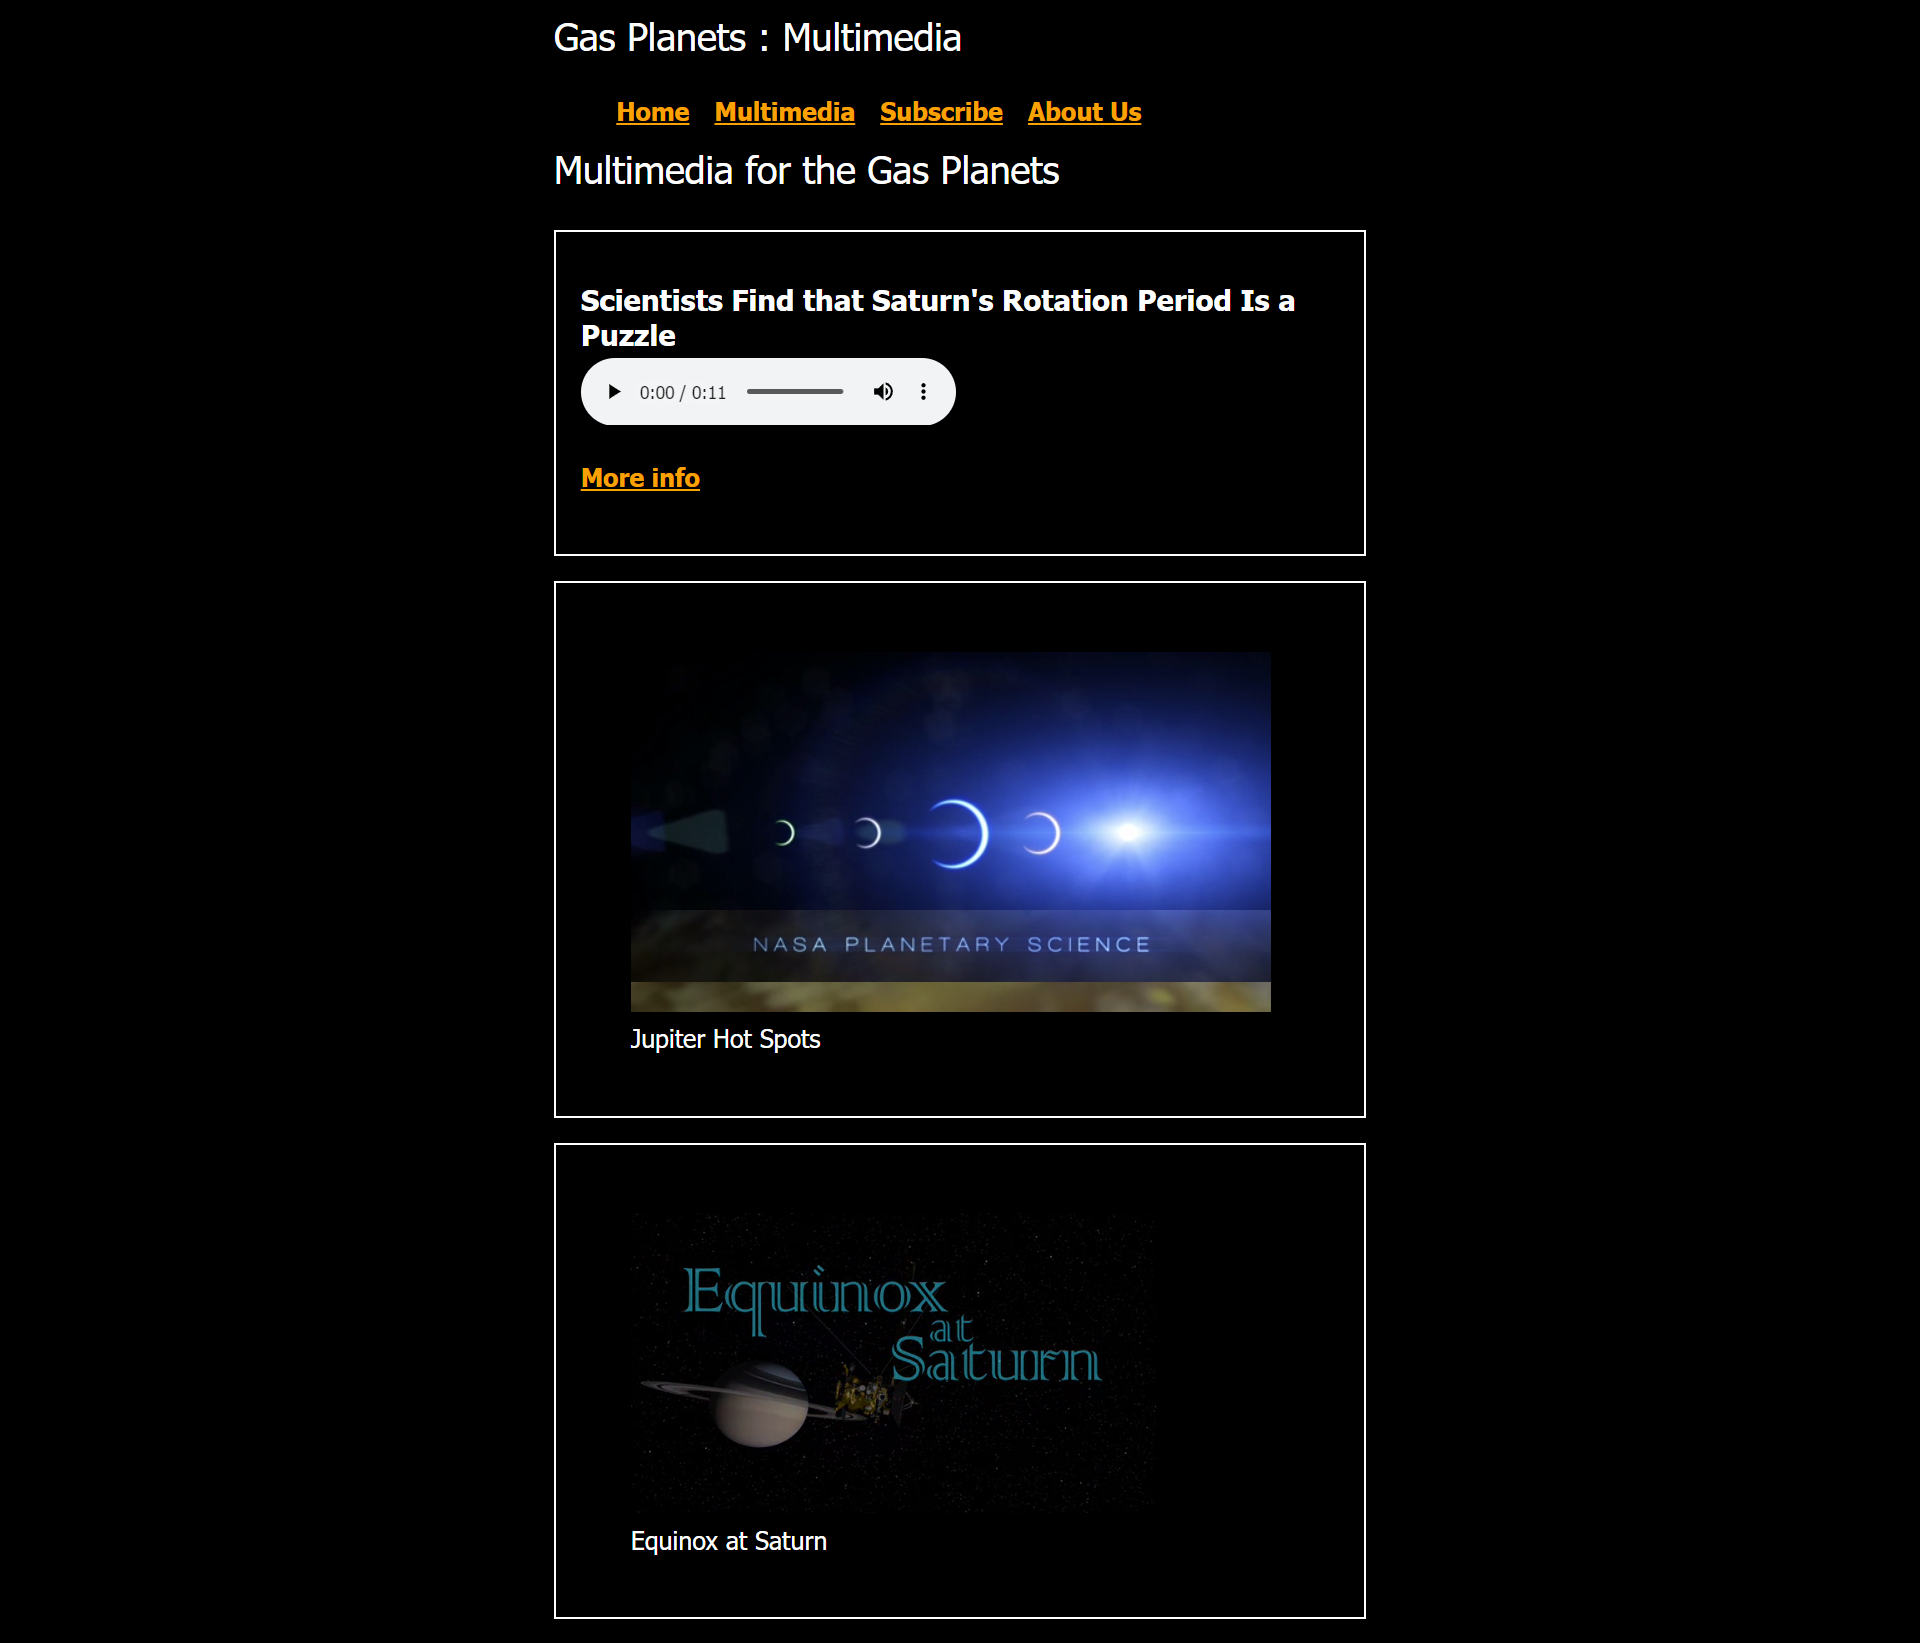 Gas Planets : Multimedia
Home Multimedia Subscribe About Us
Multimedia for the Gas Planets
Scientists Find that Saturn's Rotation Period Is a
Puzzle
0:00 / 0:11
More info
NASA PLANETARY SCIENCE
Jupiter Hot Spots
Equinox
at
Saturn
Equinox at Saturn